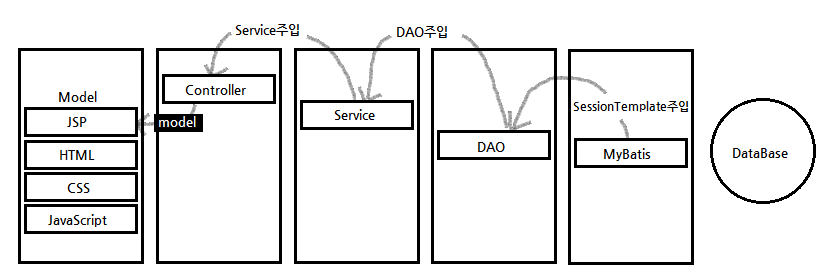 Service주입
DAO주입
Model
JSP
HTML
CSS
JavaScript
model
Controller
Service
DAO
SessionTemplate주입
MyBatis
DataBase